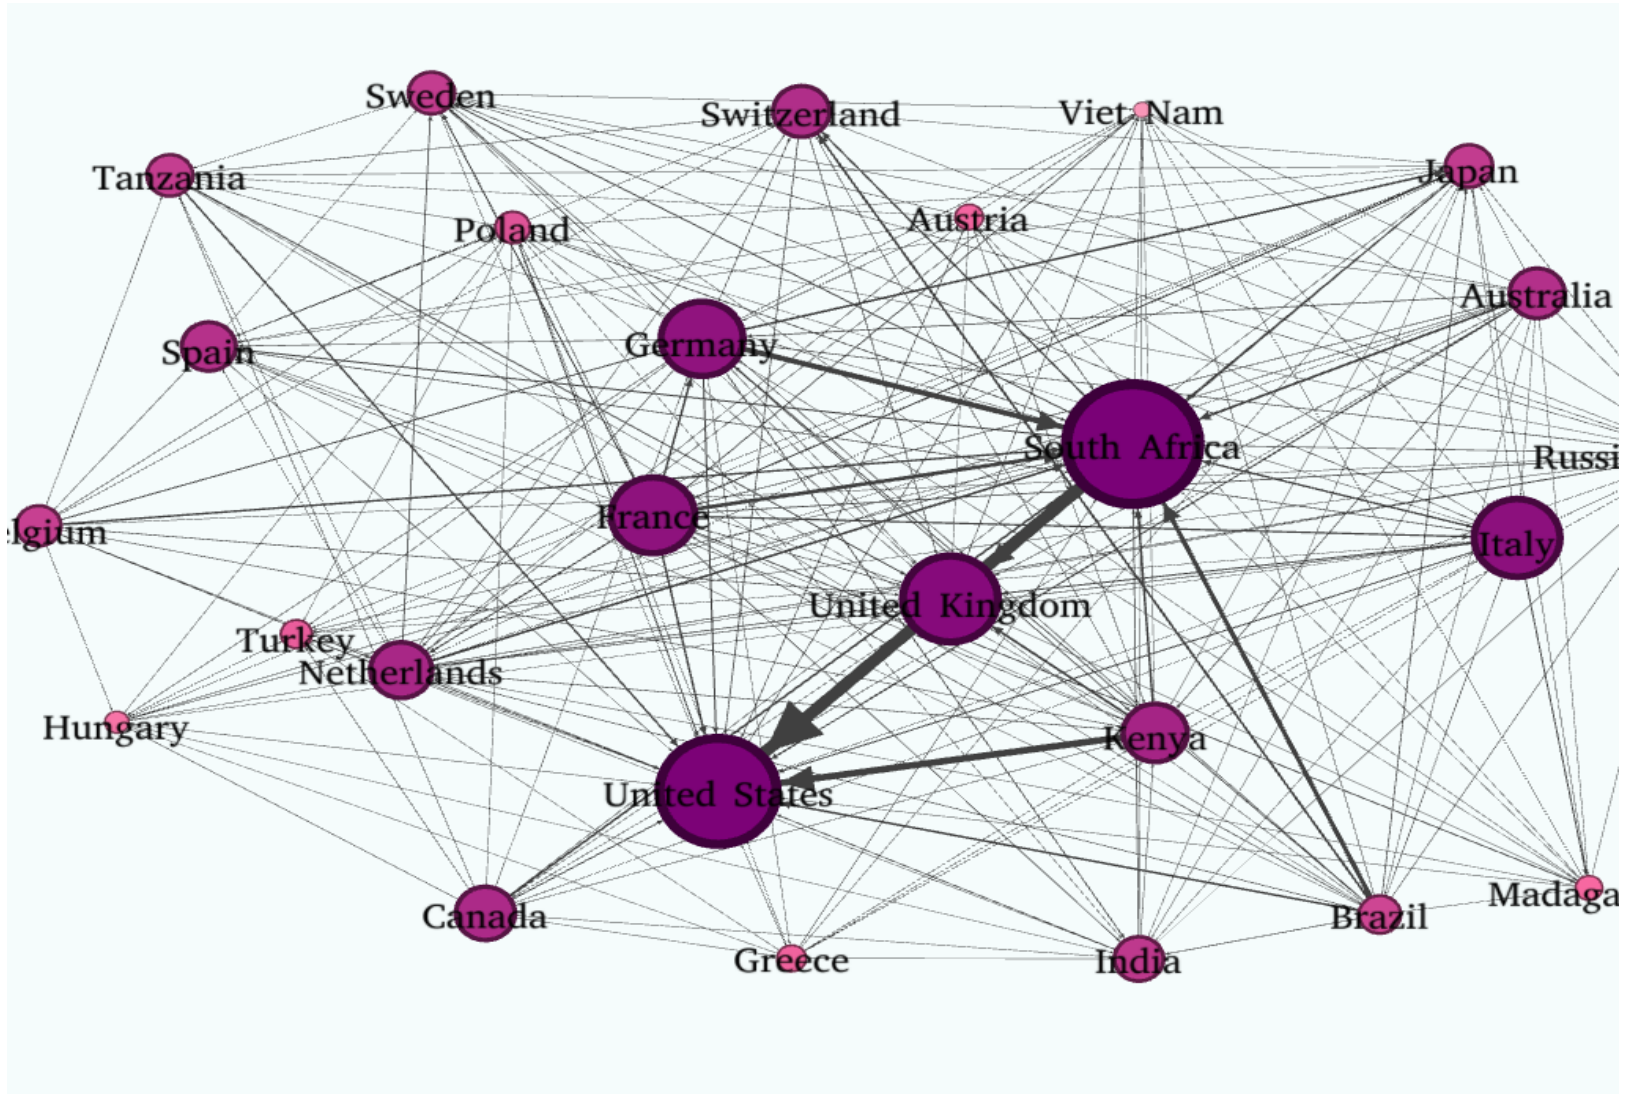 Sweden
Switzerland
Viet Nam
Japan
Tanzania
Poland
Austria
Australia
Spain
Germany
South Africa
Russi
France
elgium
Italy
United Kingdom
Turkey
Netherlands
Hungary
Kenya
United States
Madaga
Canada
Brazil
Greece
India